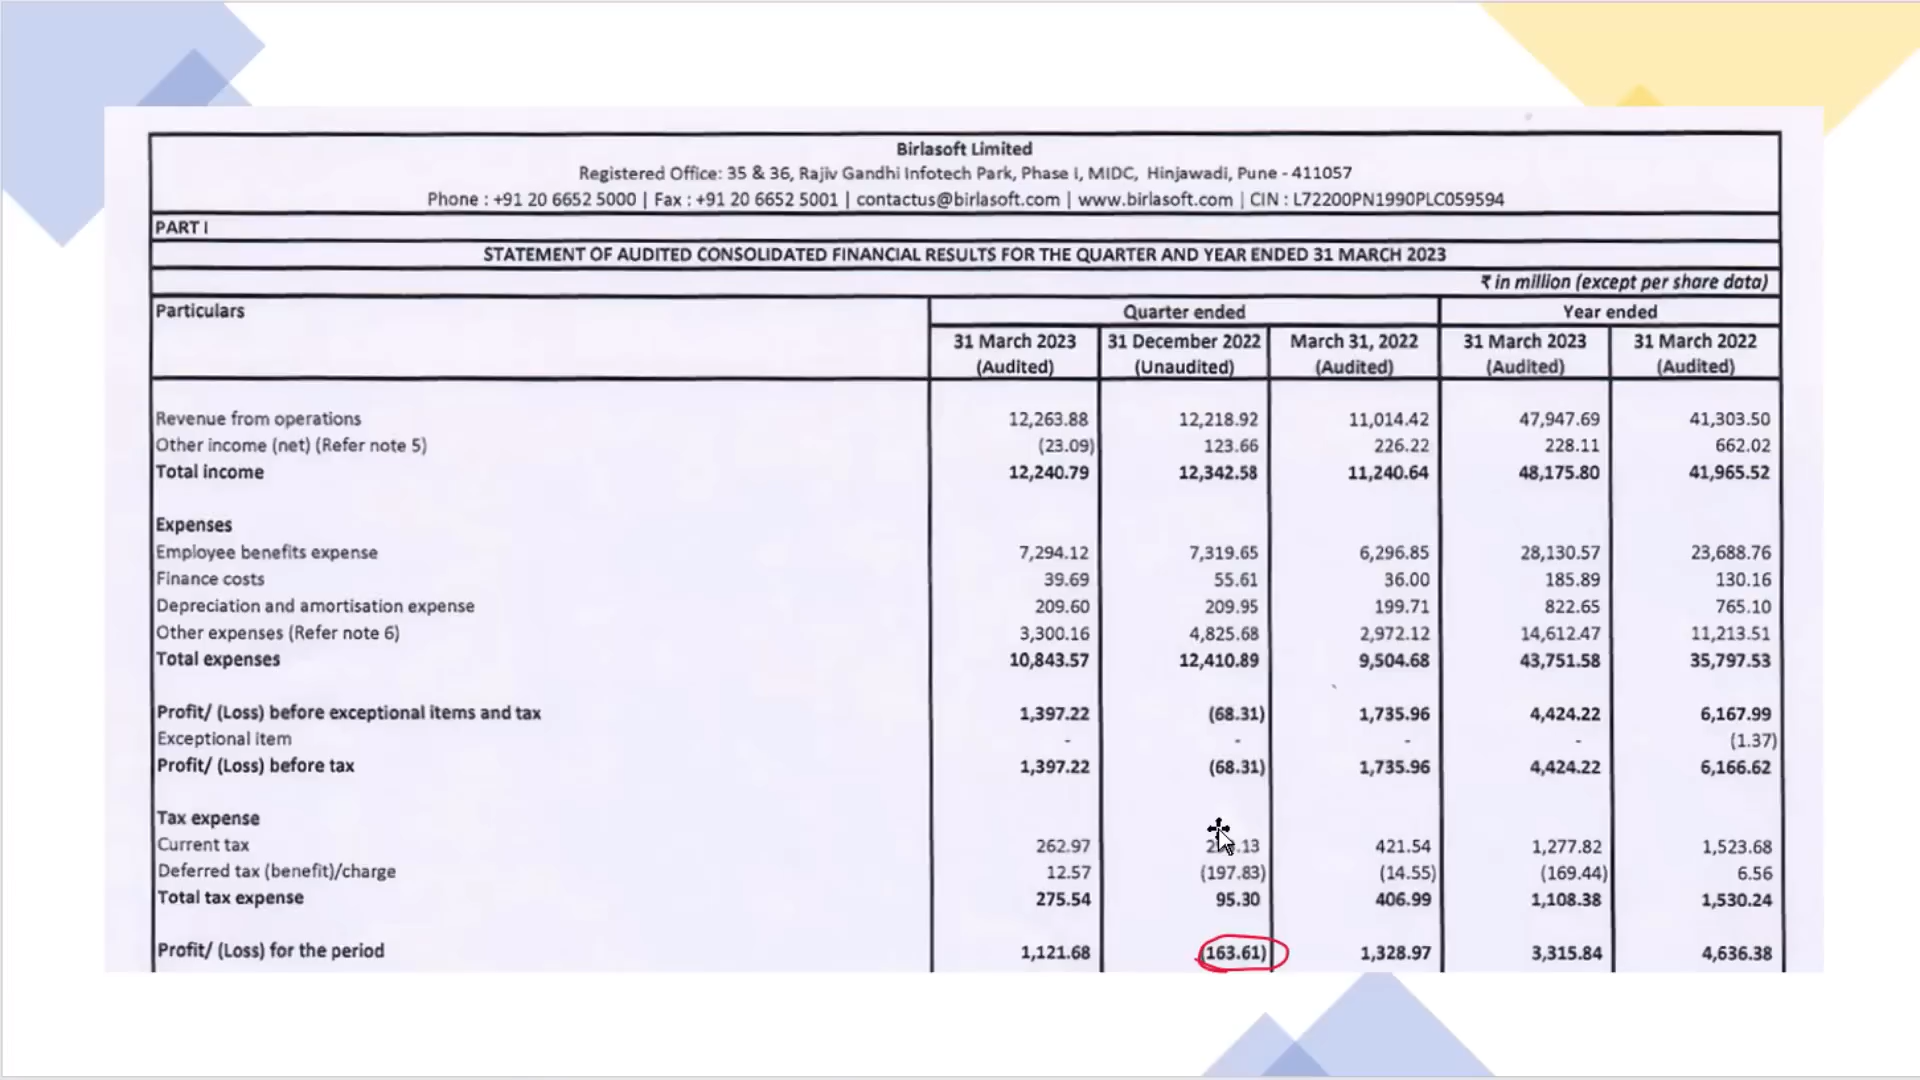 Birlasoft Limited
Registered Office: 35 & 36, Rajiv Gandhi Infotech Park, Phase I, MIDC, Hinjawadi, Pune - 411057
Phone : +91 20 6652 5000 | Fax : +91 20 6652 5001 | contactus@birlasoft.com | www.birlasoft.com | CIN : L72200PN1990PLC059594
PART I
STATEMENT OF AUDITED CONSOLIDATED FINANCIAL RESULTS FOR THE QUARTER AND YEAR ENDED 31 MARCH 2023
₹ in million (except per share data)
Particulars Quarter ended Year ended
31 March 2023 31 December 2022 March 31, 2022 31 March 2023 31 March 2022
(Audited) (Unaudited) (Audited) (Audited) (Audited)
Revenue from operations 12,263.88 12,218.92 11,014.42 47,947.69 41,303.50
Other income (net) (Refer note 5) (23.09) 123.66 226.22 228.11 662.02
Total income 12,240.79 12,342.58 11,240.64 48,175.80 41,965.52
Expenses
Employee benefits expense 7,294.12 7,319.65 6,296.85 28,130.57 23,688.76
Finance costs 39.69 55.61 36.00 185.89 130.16
Depreciation and amortisation expense 209.60 209.95 199.71 822.65 765.10
Other expenses (Refer note 6) 3,300.16 4,825.68 2,972.12 14,612.47 11,213.51
Total expenses 10,843.57 12,410.89 9,504.68 43,751.58 35,797.53
Profit/ (Loss) before exceptional items and tax 1,397.22 (68.31) 1,735.96 4,424.22 6,167.99
Exceptional item - - - - (1.37)
Profit/ (Loss) before tax 1,397.22 (68.31) 1,735.96 4,424.22 6,166.62
Tax expense
Current tax 262.97 421.54 1,277.82 1,523.68
Deferred tax (benefit)/charge 12.57 (197.83) (14.55) (169.44) 6.56
Total tax expense 275.54 95.30 406.99 1,108.38 1,530.24
Profit/ (Loss) for the period 1,121.68 (163.61) 1,328.97 3,315.84 4,636.38